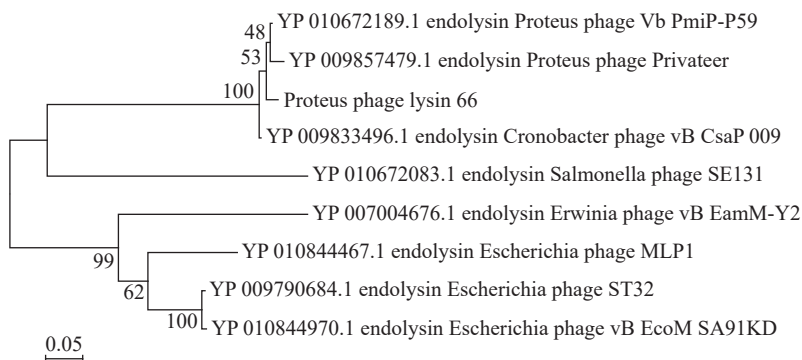 YP 010672189.1 endolysin Proteus phage Vb PmiP-P59
48
53
YP 009857479.1 endolysin Proteus phage Privateer
100
Proteus phage lysin 66
YP 009833496.1 endolysin Cronobacter phage vB CsaP 009
YP 010672083.1 endolysin Salmonella phage SE131
YP 007004676.1 endolysin Erwinia phage vB EamM-Y2
99
YP 010844467.1 endolysin Escherichia phage MLP1
62
YP 009790684.1 endolysin Escherichia phage ST32
100
YP 010844970.1 endolysin Escherichia phage vB EcoM SA91KD
0.05